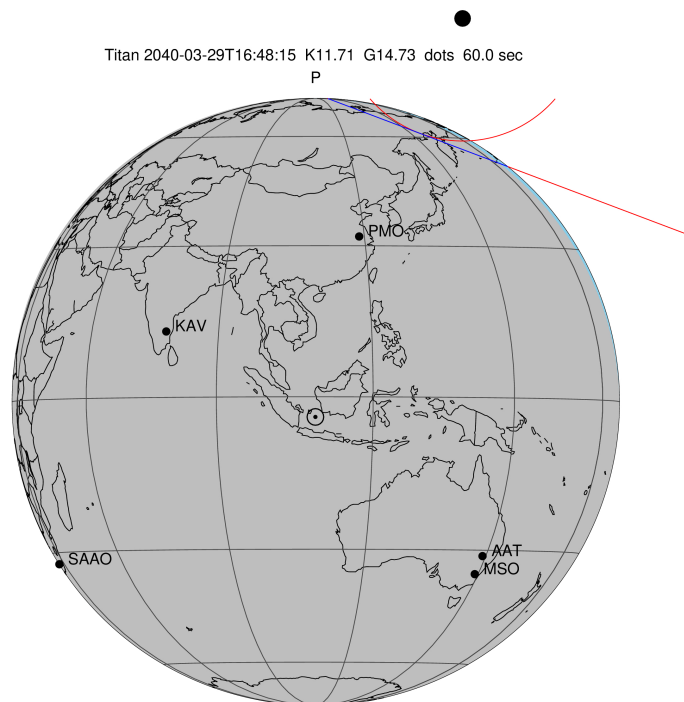 Titan 2040-03-29T16:48:15 K11.71 G14.73 dots 60.0 sec
P
PMO
KAV
AAT
SAAO
MSO